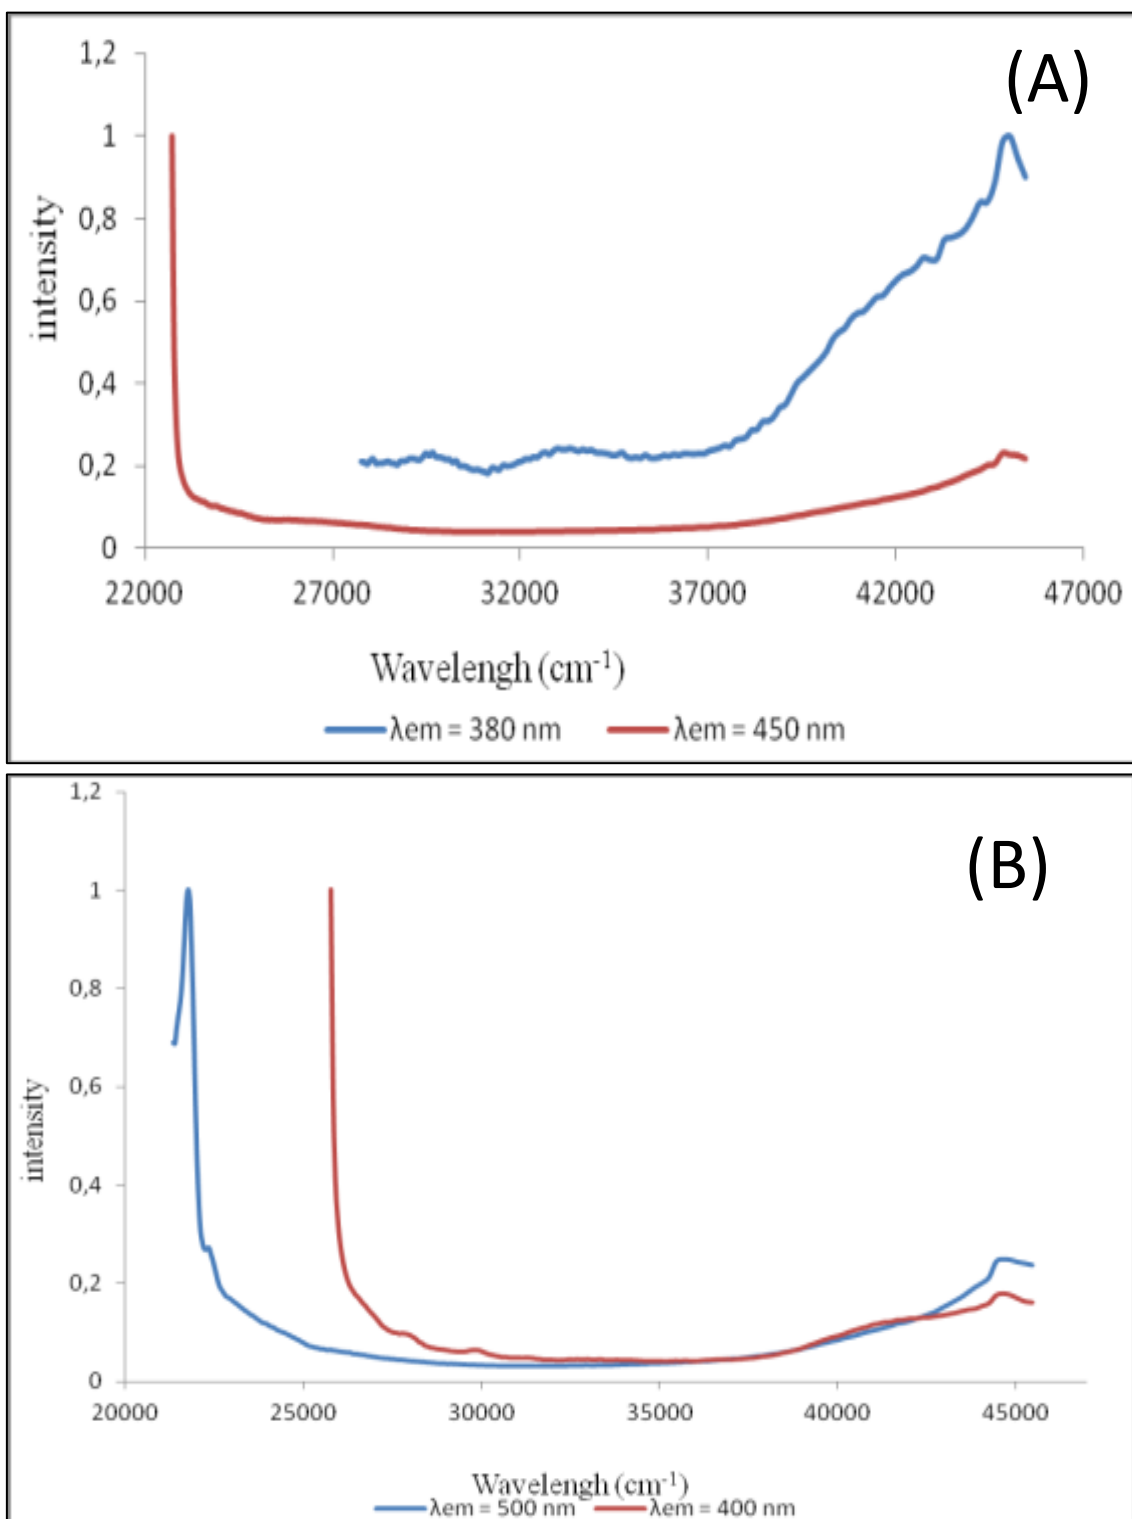 (A)
1,2
1
0,8
0,6
0,4
0,2
0
intensity
22000 27000 32000 37000 42000 47000
Wavelengh (cm-1)
λem = 380 nm λem = 450 nm
(B)
1,2
1
0,8
0,6
0,4
0,2
0
intensity
20000 25000 30000 35000 40000 45000
Wavelengh (cm-1)
λem = 500 nm λem = 400 nm